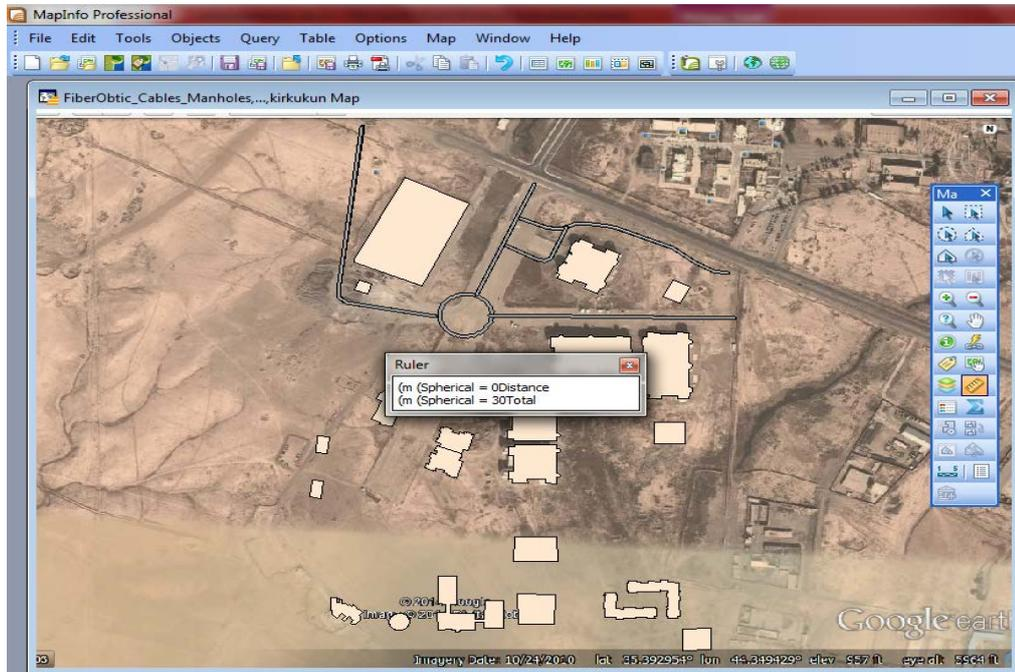 MapInfo Professional
File Edit Tools Objects Query Table Options Map Window Help
FiberObtic_Cables_Manholes,...,kirkukun Map
N
Ma
Ruler
(m (Spherical = 0Distance
(m (Spherical = 30Total
Google earth
Imagery Date: 10/24/2010 lat 35.392954° lon 44.349429° elev 957 ft eye alt 5964 ft